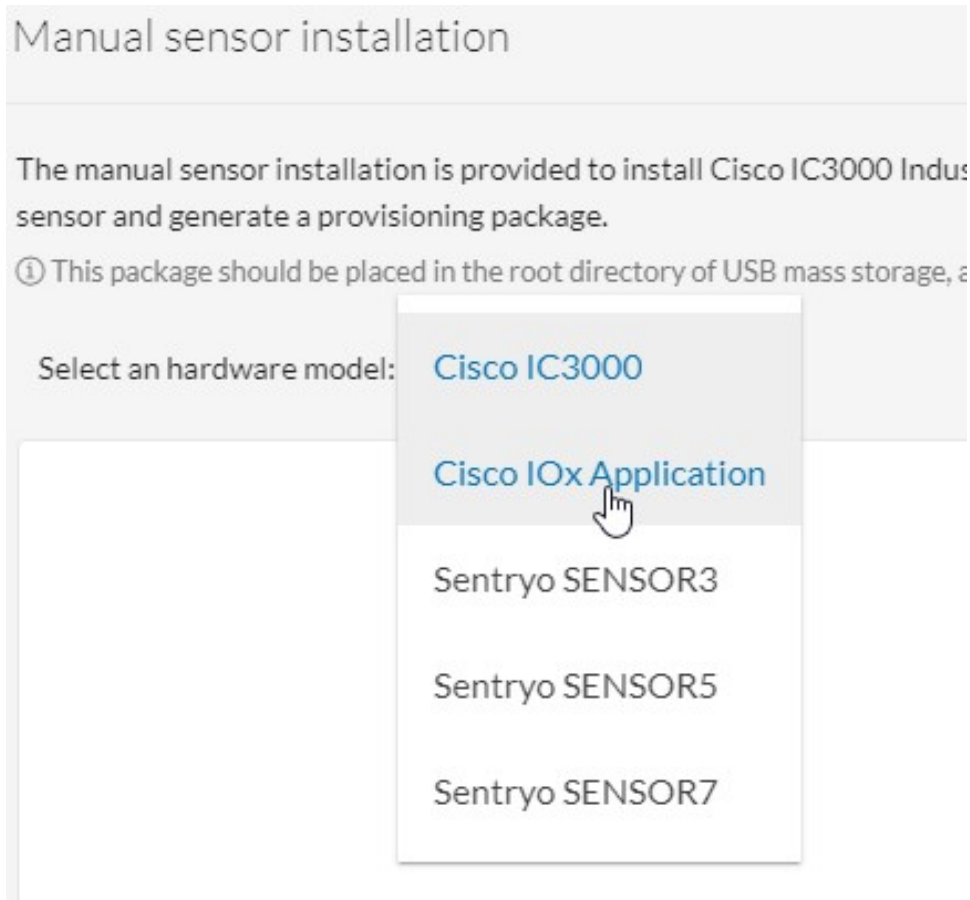 Manual sensor installation
The manual sensor installation is provided to install Cisco IC3000 Indus
sensor and generate a provisioning package.
ⓘ This package should be placed in the root directory of USB mass storage, a
Select an hardware model:
Cisco IC3000
Cisco IOx Application
Sentryo SENSOR3
Sentryo SENSOR5
Sentryo SENSOR7